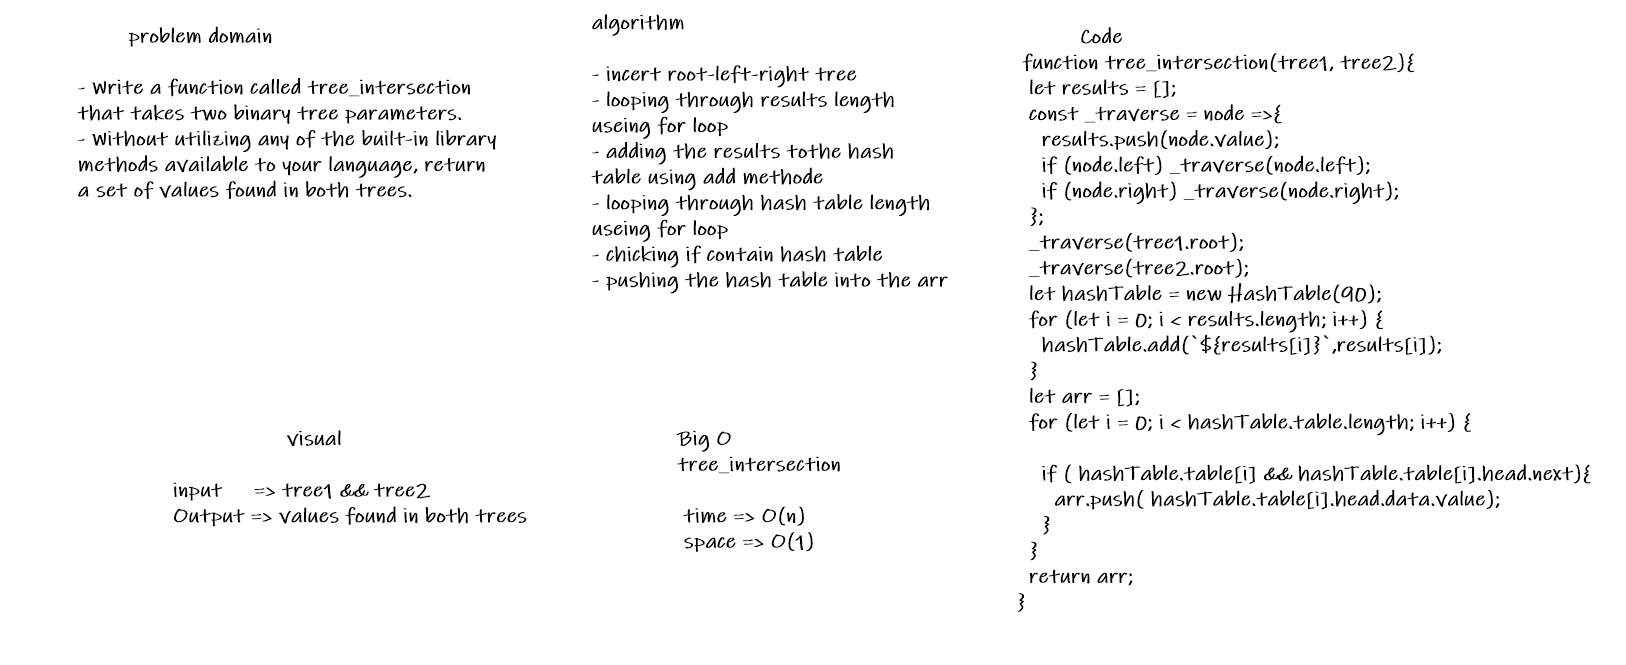 problem domain
- Write a function called tree_intersection
that takes two binary tree parameters.
- Without utilizing any of the built-in library
methods available to your language, return
a set of values found in both trees.
algorithm
- incert root-left-right tree
- looping through results length
useing for loop
- adding the results tothe hash
table using add methode
- looping through hash table length
useing for loop
- chicking if contain hash table
- pushing the hash table into the arr
visual
input => tree1 && tree2
Output => values found in both trees
Big O
tree_intersection
time => O(n)
space => O(1)
Code
function tree_intersection(tree1, tree2){
let results = [];
const _traverse = node =>{
results.push(node.value);
if (node.left) _traverse(node.left);
if (node.right) _traverse(node.right);
};
_traverse(tree1.root);
_traverse(tree2.root);
let hashTable = new HashTable(90);
for (let i = 0; i < results.length; i++) {
hashTable.add(`${results[i]}`,results[i]);
}
let arr = [];
for (let i = 0; i < hashTable.table.length; i++) {
if ( hashTable.table[i] && hashTable.table[i].head.next){
arr.push( hashTable.table[i].head.data.value);
}
}
return arr;
}